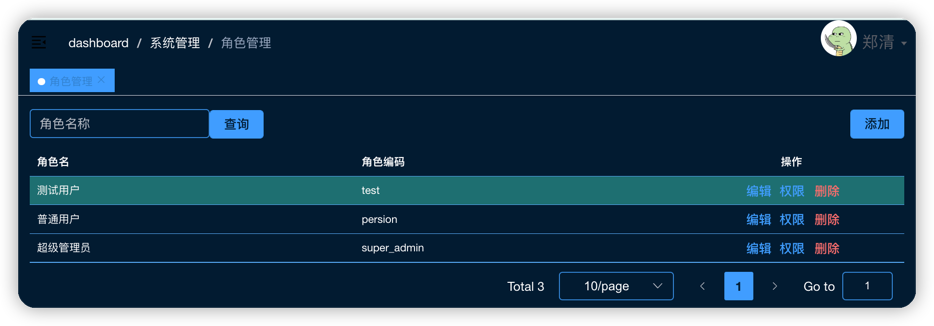 dashboard / 系统管理 / 角色管理 郑清
角色管理
角色名称 查询 添加
角色名 角色编码 操作
测试用户 test 编辑 权限 删除
普通用户 persion 编辑 权限 删除
超级管理员 super_admin 编辑 权限 删除
Total 3 10/page 1 Go to 1